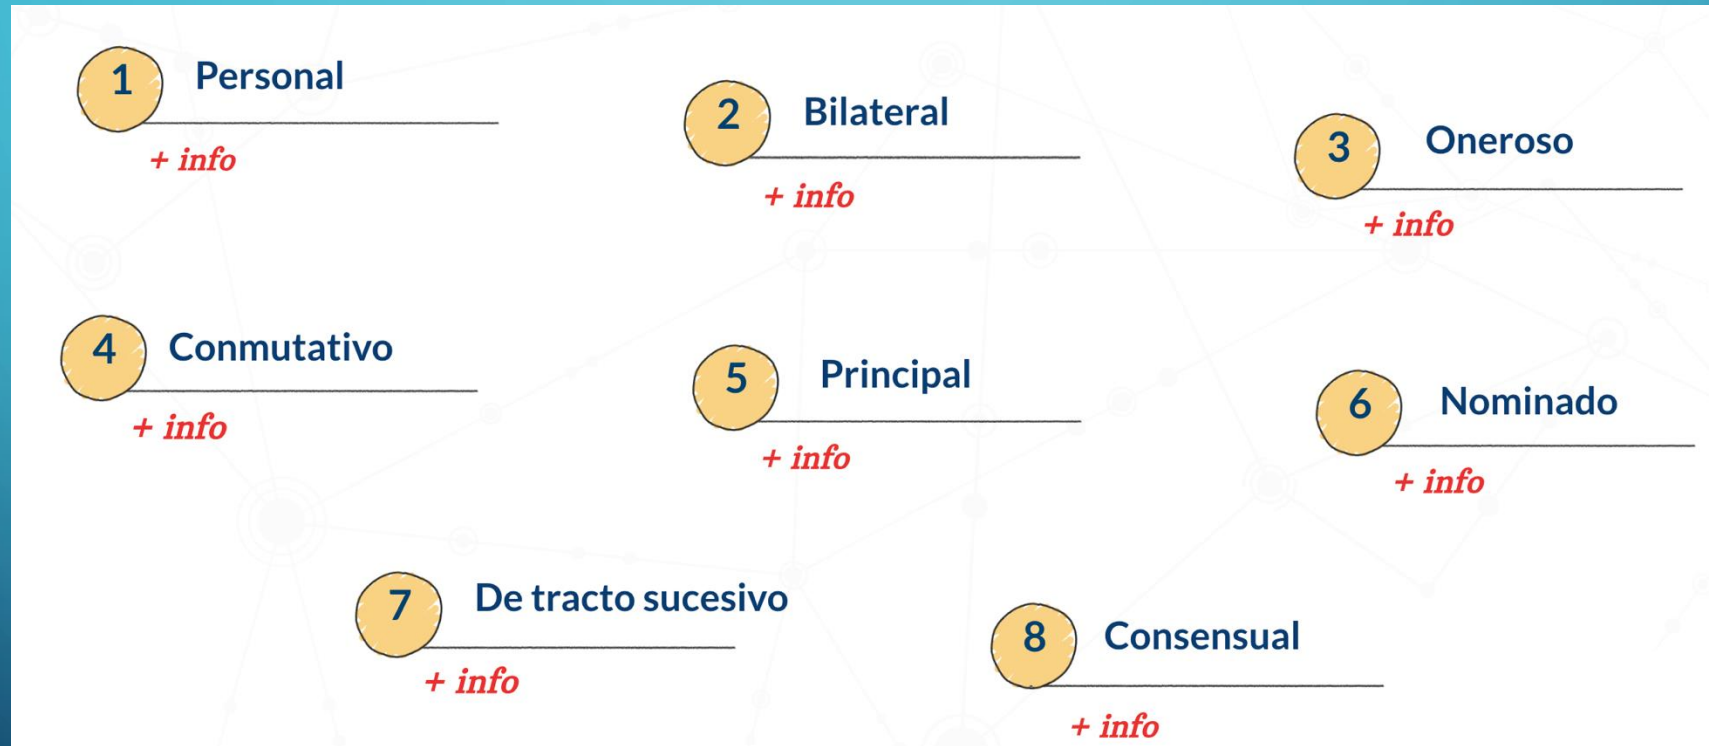 1 Personal
+ info
2 Bilateral
+ info
3 Oneroso
+ info
4 Conmutativo
+ info
5 Principal
+ info
6 Nominado
+ info
7 De tracto sucesivo
+ info
8 Consensual
+ info